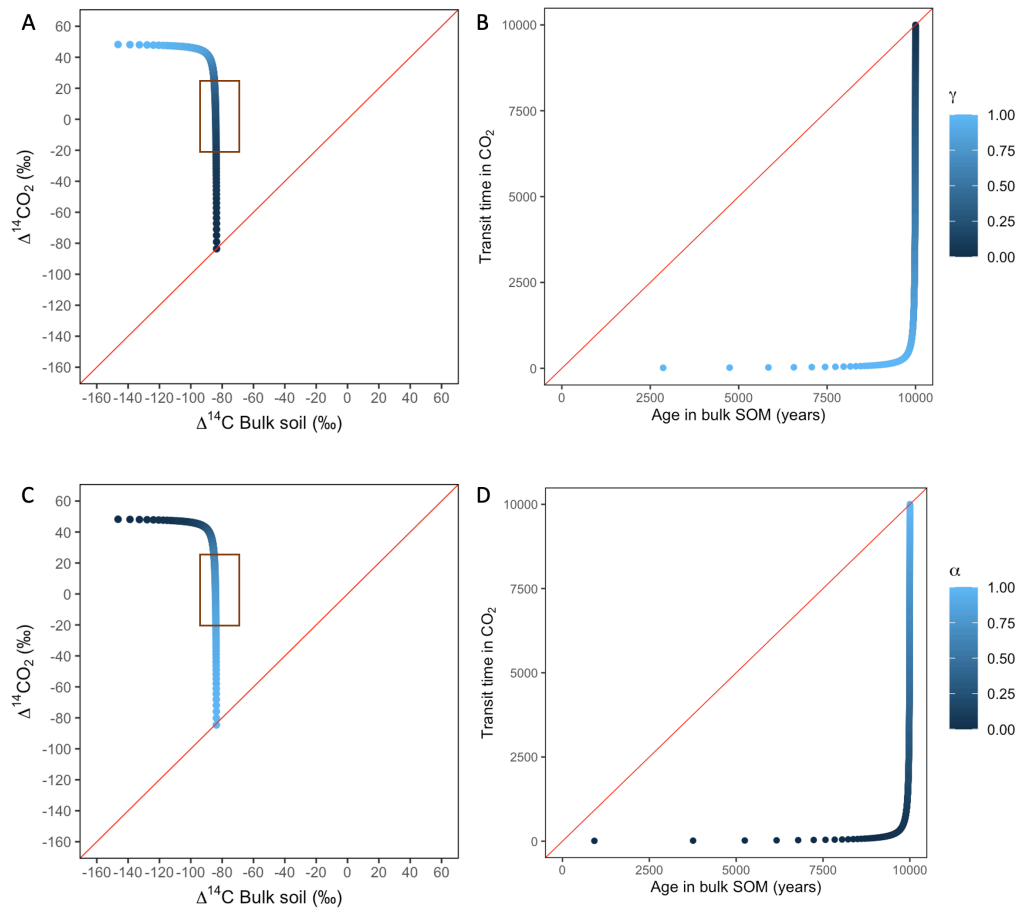 A
60
40
20
0
-20
-40
-60
-80
-100
-120
-140
-160
Δ¹⁴CO₂ (‰)
-160 -140 -120 -100 -80 -60 -40 -20 0 20 40 60
Δ¹⁴C Bulk soil (‰)
B
10000
7500
5000
2500
0
Transit time in CO₂
0 2500 5000 7500 10000
Age in bulk SOM (years)
γ
1.00
0.75
0.50
0.25
0.00
C
60
40
20
0
-20
-40
-60
-80
-100
-120
-140
-160
Δ¹⁴CO₂ (‰)
-160 -140 -120 -100 -80 -60 -40 -20 0 20 40 60
Δ¹⁴C Bulk soil (‰)
D
10000
7500
5000
2500
0
Transit time in CO₂
0 2500 5000 7500 10000
Age in bulk SOM (years)
α
1.00
0.75
0.50
0.25
0.00